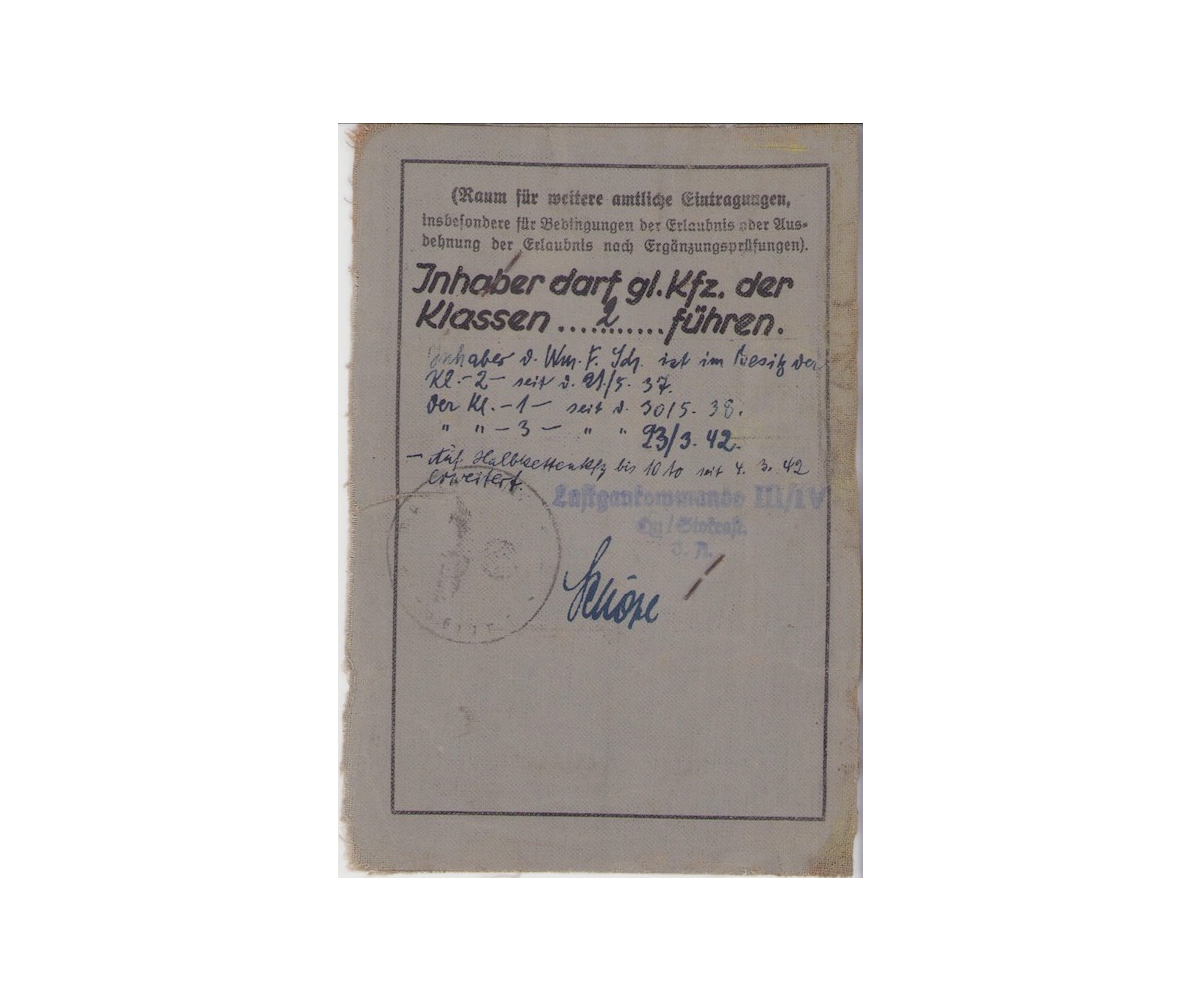 (Raum für weitere amtliche Eintragungen,
insbesondere für Bedingungen der Erlaubnis oder Aus-
dehnung der Erlaubnis nach Ergänzungsprüfungen).
Inhaber darf gl. Kfz. der
Klassen ....2...... führen.
Inhaber d. Wm. F. Sch. ist im Besitz der
Kl. -2- seit d. 21/5. 37.
der Kl. -1- seit d. 30/5. 38.
" " -3- " " 23/3. 42.
- Auf Halbkettenkfz bis 10 to seit 4. 3. 42
erweitert.
Luftgaukommando III/IV